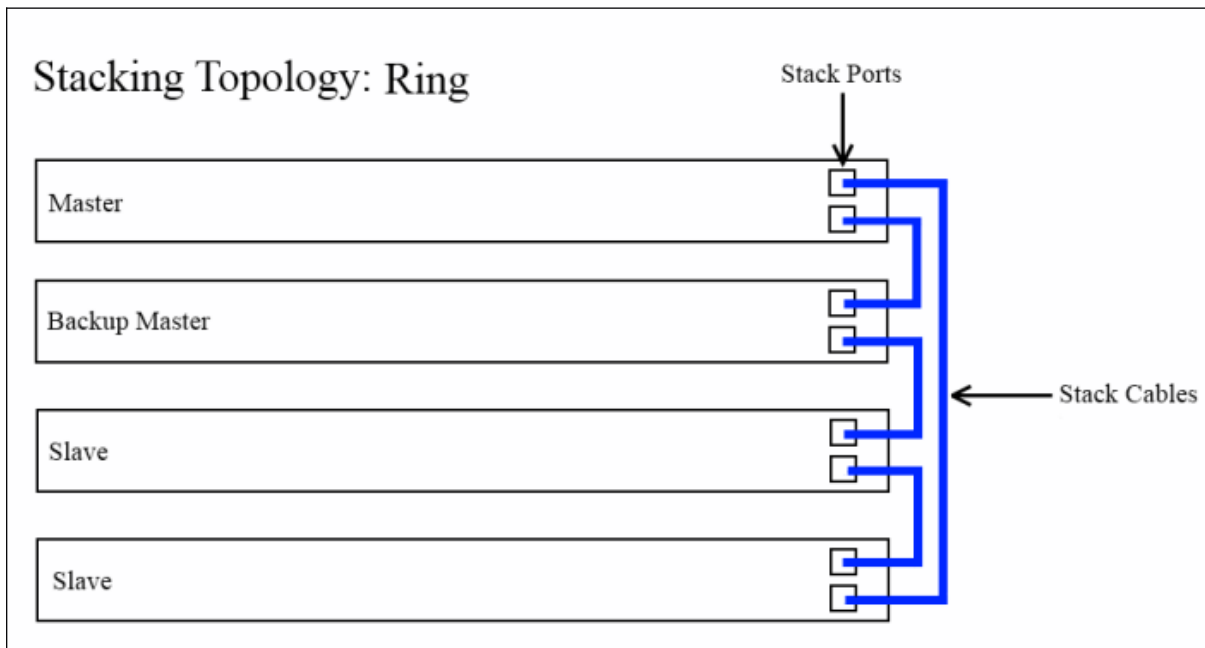 Stacking Topology: Ring
Stack Ports
Master
Backup Master
Stack Cables
Slave
Slave